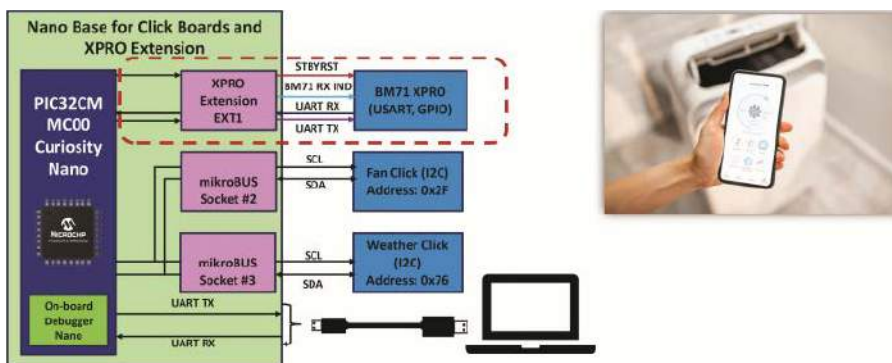 Nano Base for Click Boards and
XPRO Extension
PIC32CM
MC00
Curiosity
Nano
MICROCHIP
On-board
Debugger
Nano
XPRO
Extension
EXT1
STBYRST
BM71 RX IND
UART RX
UART TX
BM71 XPRO
(USART, GPIO)
mikroBUS
Socket #2
SCL
SDA
Fan Click (I2C)
Address: 0x2F
mikroBUS
Socket #3
SCL
SDA
Weather Click
(I2C)
Address: 0x76
UART TX
UART RX